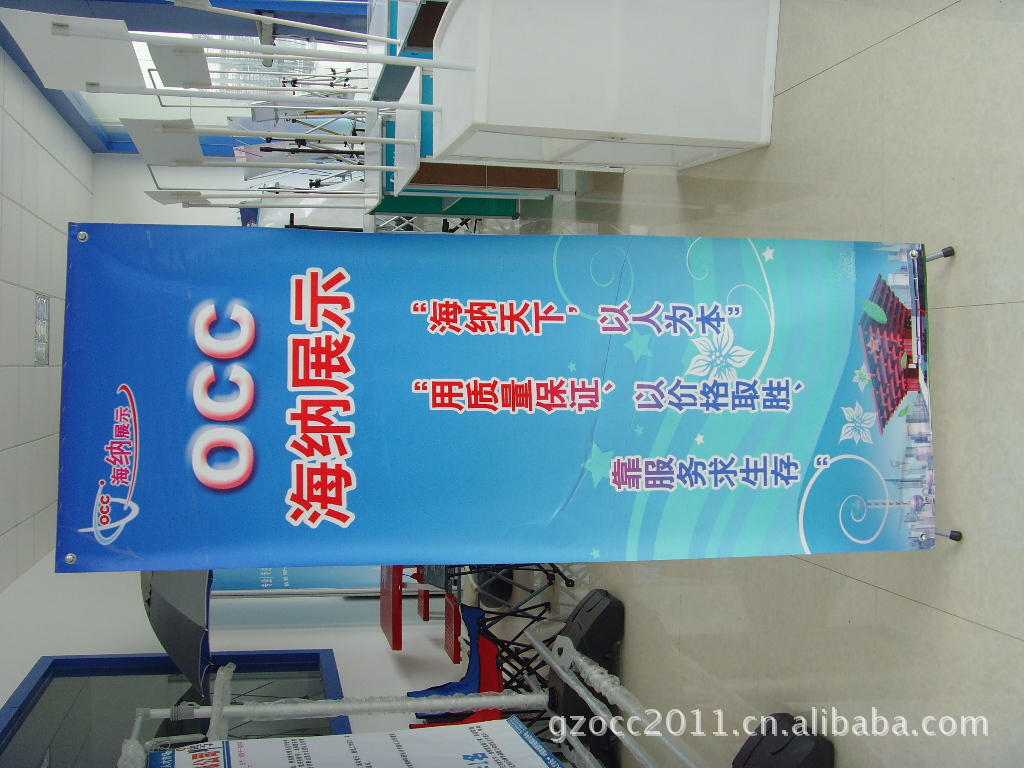 occ 海纳展示
OCC
海纳展示
“海纳天下，以人为本”
“用质量保证、以价格取胜、
靠服务求生存“
gzocc2011.cn.alibaba.com